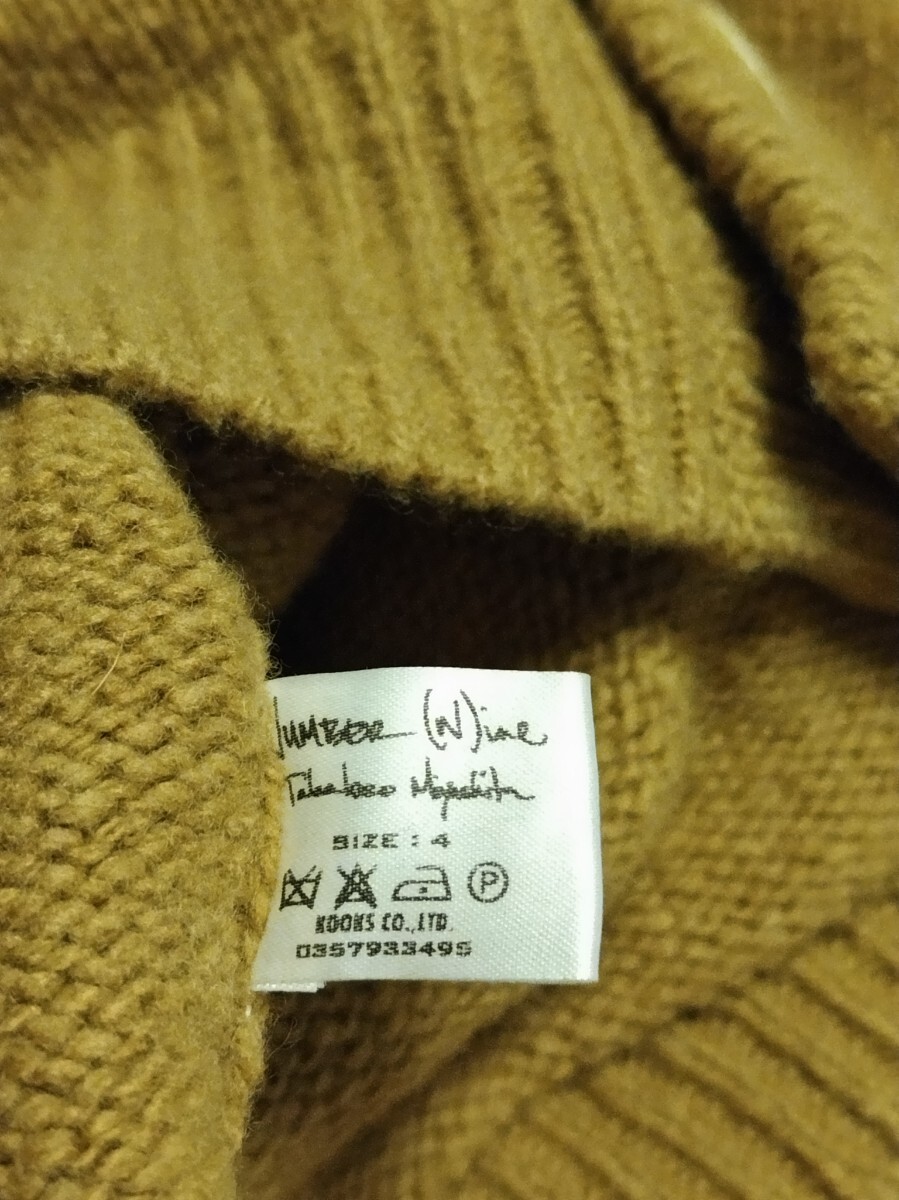 NUMBER (N)ine
Takahiro Miyashita
SIZE : 4
P
KOOKS CO.,LTD.
0357933495